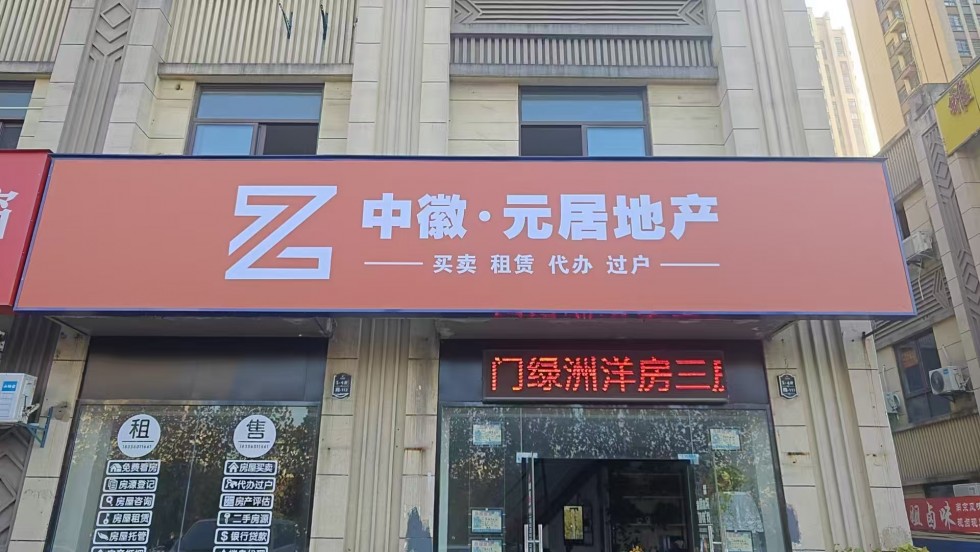 中徽·元居地产
买卖 租赁 代办 过户
门绿洲洋房三
租
免费看房
房源登记
房屋咨询
房屋租赁
房屋托管
售
房屋买卖
代办过户
房产评估
二手房源
银行贷款
卤味